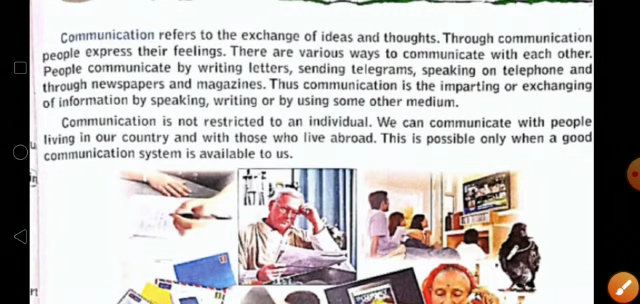 Communication refers to the exchange of ideas and thoughts. Through communication
people express their feelings. There are various ways to communicate with each other.
People communicate by writing letters, sending telegrams, speaking on telephone and
through newspapers and magazines. Thus communication is the imparting or exchanging
of information by speaking, writing or by using some other medium.
Communication is not restricted to an individual. We can communicate with people
living in our country and with those who live abroad. This is possible only when a good
communication system is available to us.